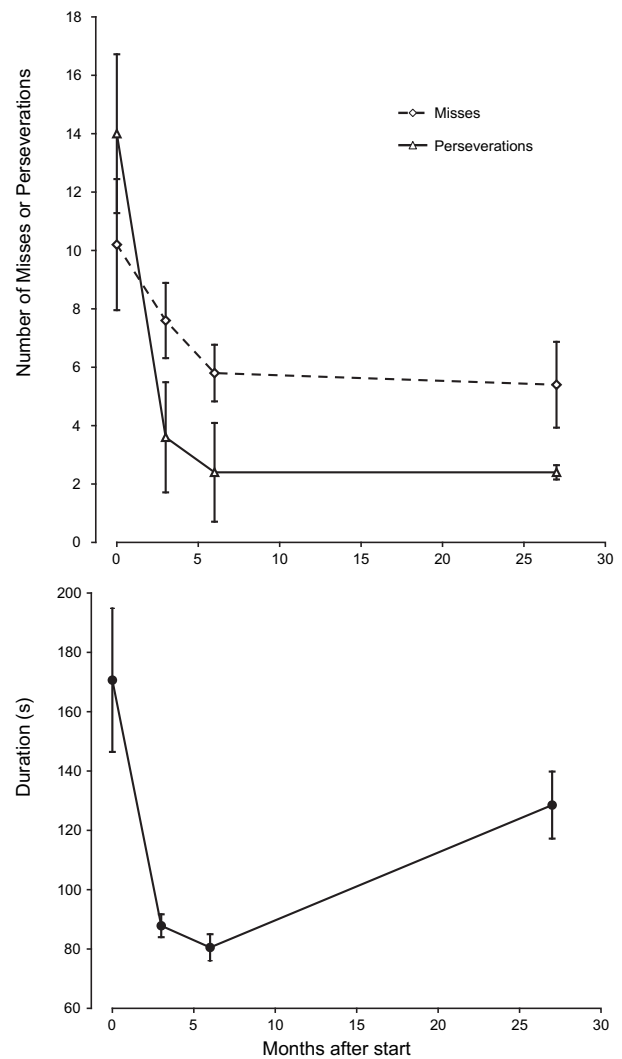 Number of Misses or Perseverations
18
16
14
12
10
8
6
4
2
0
Misses
Perseverations
0 5 10 15 20 25 30
Duration (s)
200
180
160
140
120
100
80
60
0 5 10 15 20 25 30
Months after start